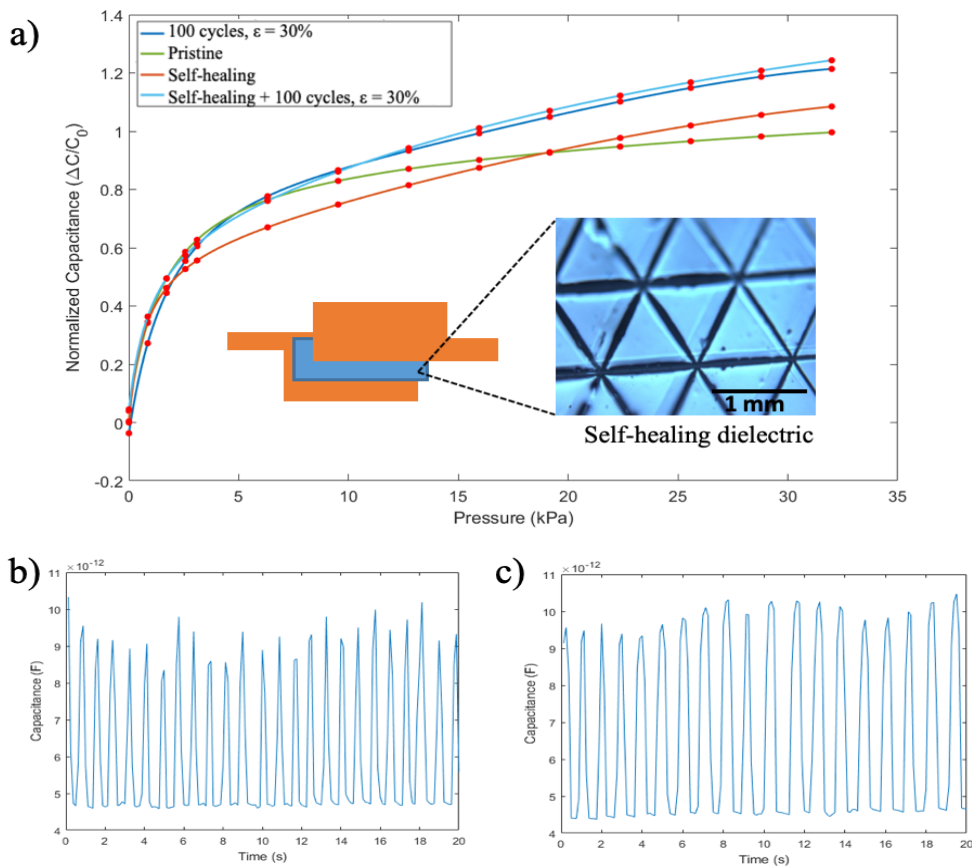 a)
1.4
1.2
1
0.8
0.6
0.4
0.2
0
-0.2
Normalized Capacitance (ΔC/C₀)
100 cycles, ε = 30%
Pristine
Self-healing
Self-healing + 100 cycles, ε = 30%
1 mm
Self-healing dielectric
0 5 10 15 20 25 30 35
Pressure (kPa)
b)
×10⁻¹²
11
10
9
8
7
6
5
4
Capacitance (F)
0 2 4 6 8 10 12 14 16 18 20
Time (s)
c)
×10⁻¹²
11
10
9
8
7
6
5
4
Capacitance (F)
0 2 4 6 8 10 12 14 16 18 20
Time (s)